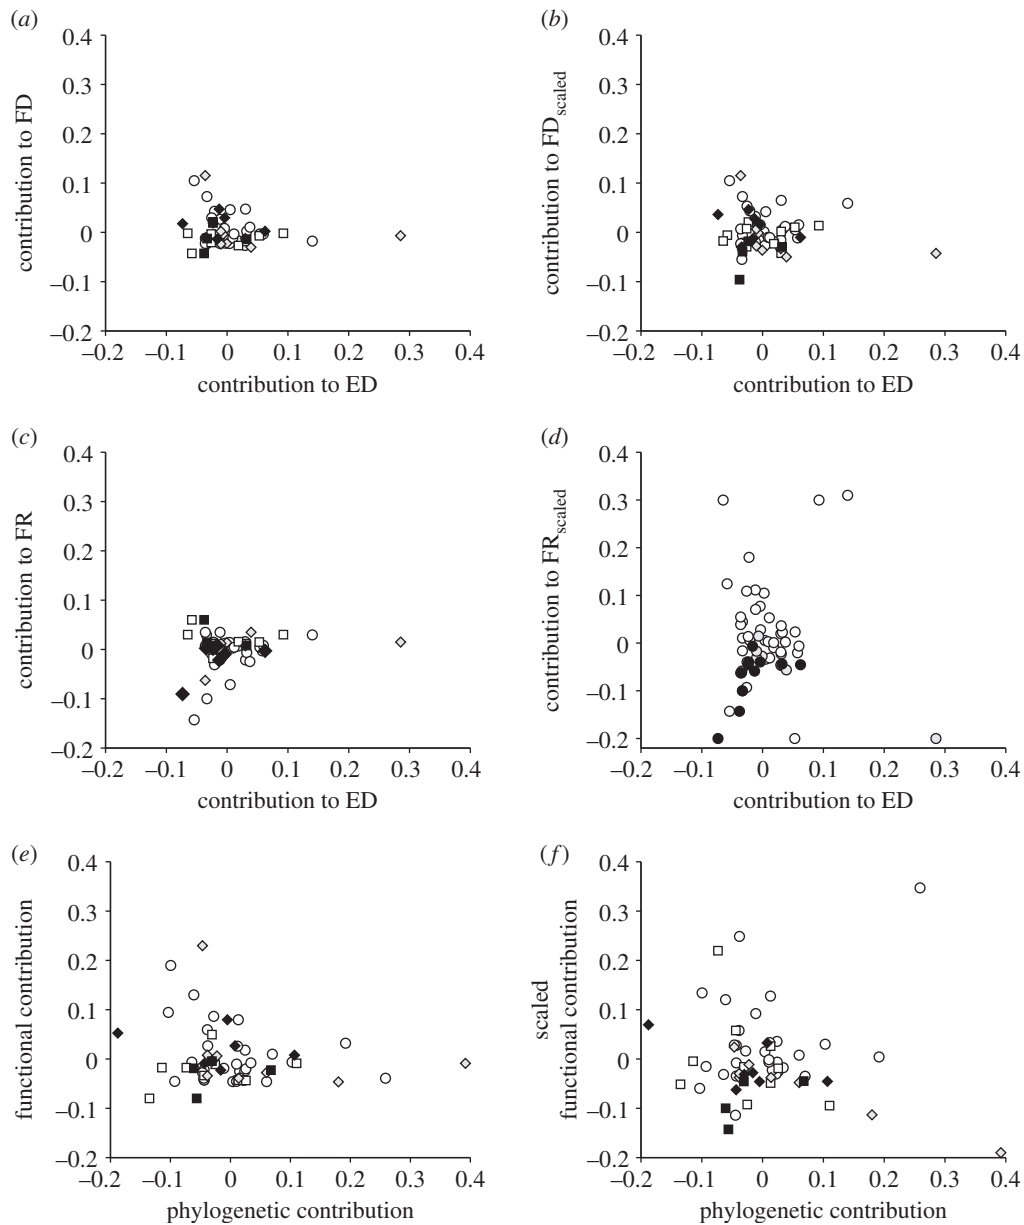 (a)
0.4
0.3
0.2
0.1
0
–0.1
–0.2
contribution to FD
–0.2 –0.1 0 0.1 0.2 0.3 0.4
contribution to ED
(b)
0.4
0.3
0.2
0.1
0
–0.1
–0.2
contribution to FDscaled
–0.2 –0.1 0 0.1 0.2 0.3 0.4
contribution to ED
(c)
0.4
0.3
0.2
0.1
0
–0.1
–0.2
contribution to FR
–0.2 –0.1 0 0.1 0.2 0.3 0.4
contribution to ED
(d)
0.4
0.3
0.2
0.1
0
–0.1
–0.2
contribution to FRscaled
–0.2 –0.1 0 0.1 0.2 0.3 0.4
contribution to ED
(e)
0.4
0.3
0.2
0.1
0
–0.1
–0.2
functional contribution
–0.2 –0.1 0 0.1 0.2 0.3 0.4
phylogenetic contribution
(f)
0.4
0.3
0.2
0.1
0
–0.1
–0.2
scaled
functional contribution
–0.2 –0.1 0 0.1 0.2 0.3 0.4
phylogenetic contribution